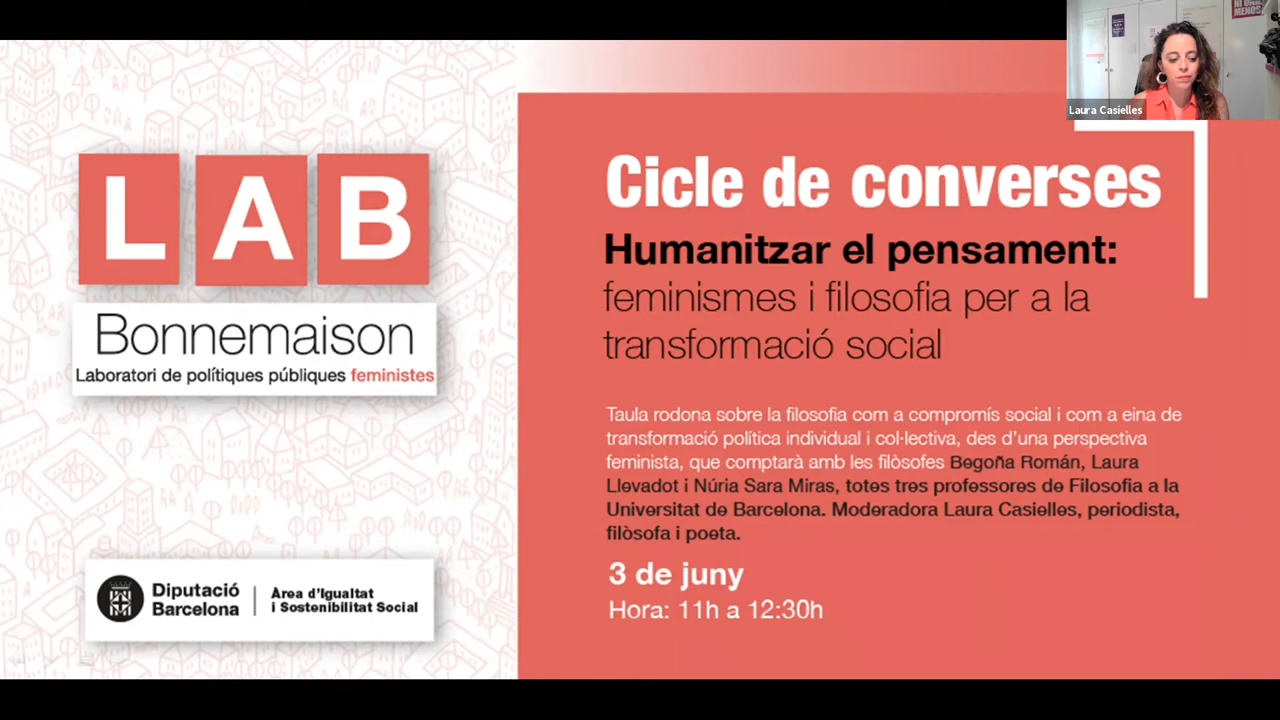 NI UNA
MENOS
Laura Casielles
LAB
Bonnemaison
Laboratori de polítiques públiques feministes
Diputació
Barcelona
Àrea d'Igualtat
i Sostenibilitat Social
Cicle de converses
Humanitzar el pensament:
feminismes i filosofia per a la
transformació social
Taula rodona sobre la filosofia com a compromís social i com a eina de
transformació política individual i col·lectiva, des d'una perspectiva
feminista, que comptarà amb les filòsofes Begoña Román, Laura
Llevadot i Núria Sara Miras, totes tres professores de Filosofia a la
Universitat de Barcelona. Moderadora Laura Casielles, periodista,
filòsofa i poeta.
3 de juny
Hora: 11h a 12:30h